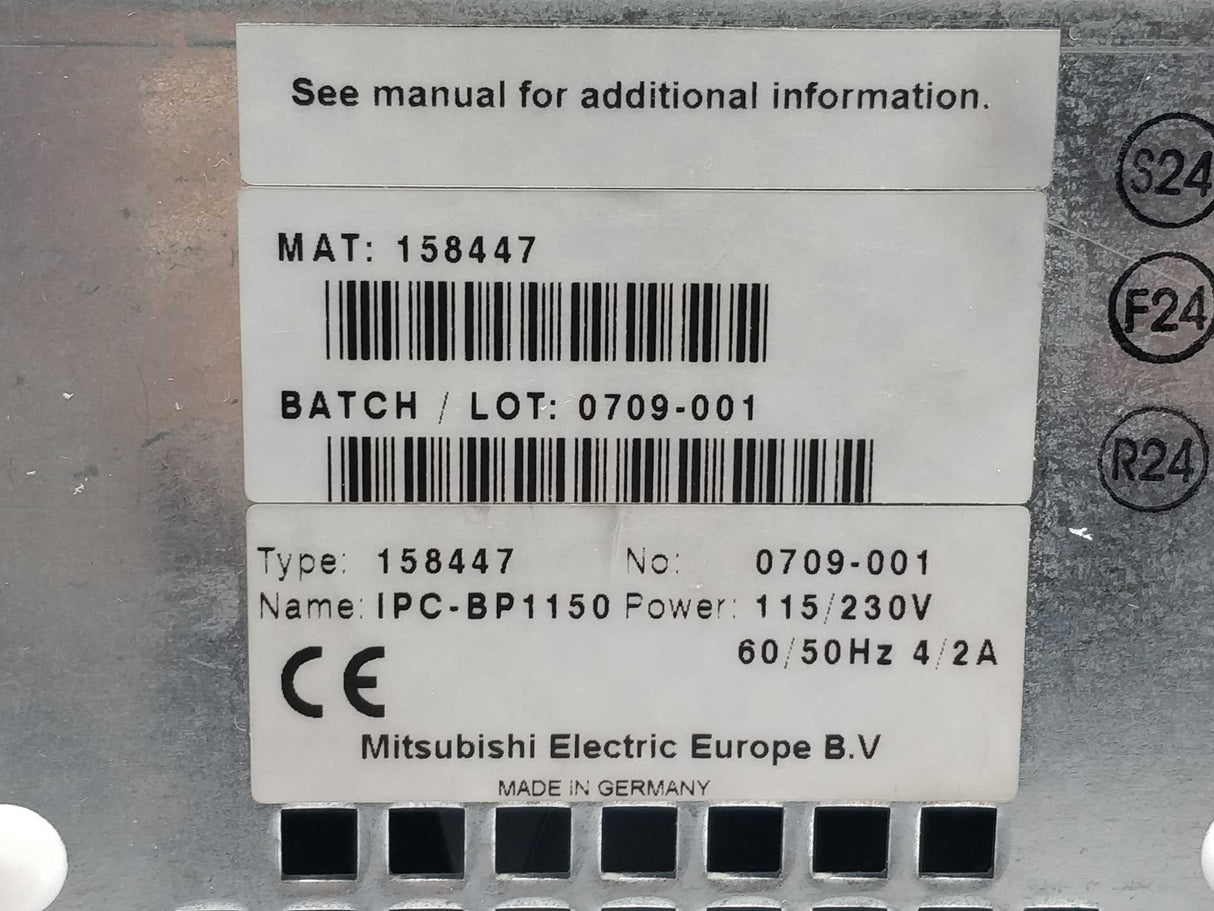 See manual for additional information.
MAT: 158447
BATCH / LOT: 0709-001
Type: 158447 No: 0709-001
Name: IPC-BP1150 Power: 115/230V
60/50Hz 4/2A
CE
Mitsubishi Electric Europe B.V
MADE IN GERMANY
S24
F24
R24